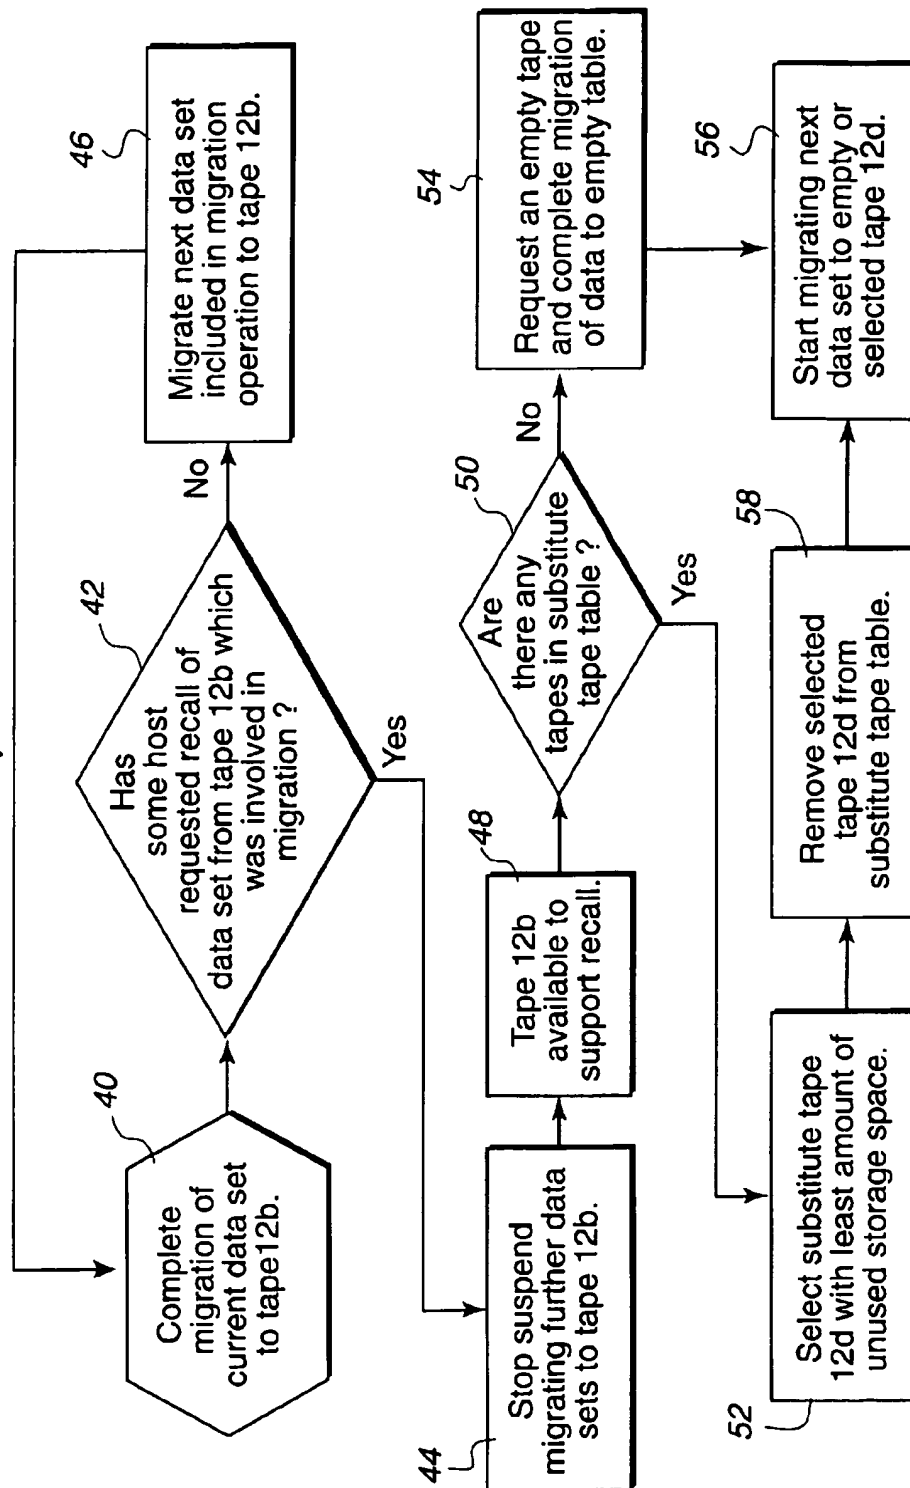 40
Complete
migration of
current data set
to tape12b.
42
Has
some host
requested recall of
data set from tape 12b which
was involved in
migration ?
No
Yes
46
Migrate next data set
included in migration
operation to tape 12b.
44
Stop suspend
migrating further data
sets to tape 12b.
48
Tape 12b
available to
support recall.
50
Are
there any
tapes in substitute
tape table ?
No
Yes
54
Request an empty tape
and complete migration
of data to empty table.
52
Select substitute tape
12d with least amount of
unused storage space.
58
Remove selected
tape 12d from
substitute tape table.
56
Start migrating next
data set to empty or
selected tape 12d.